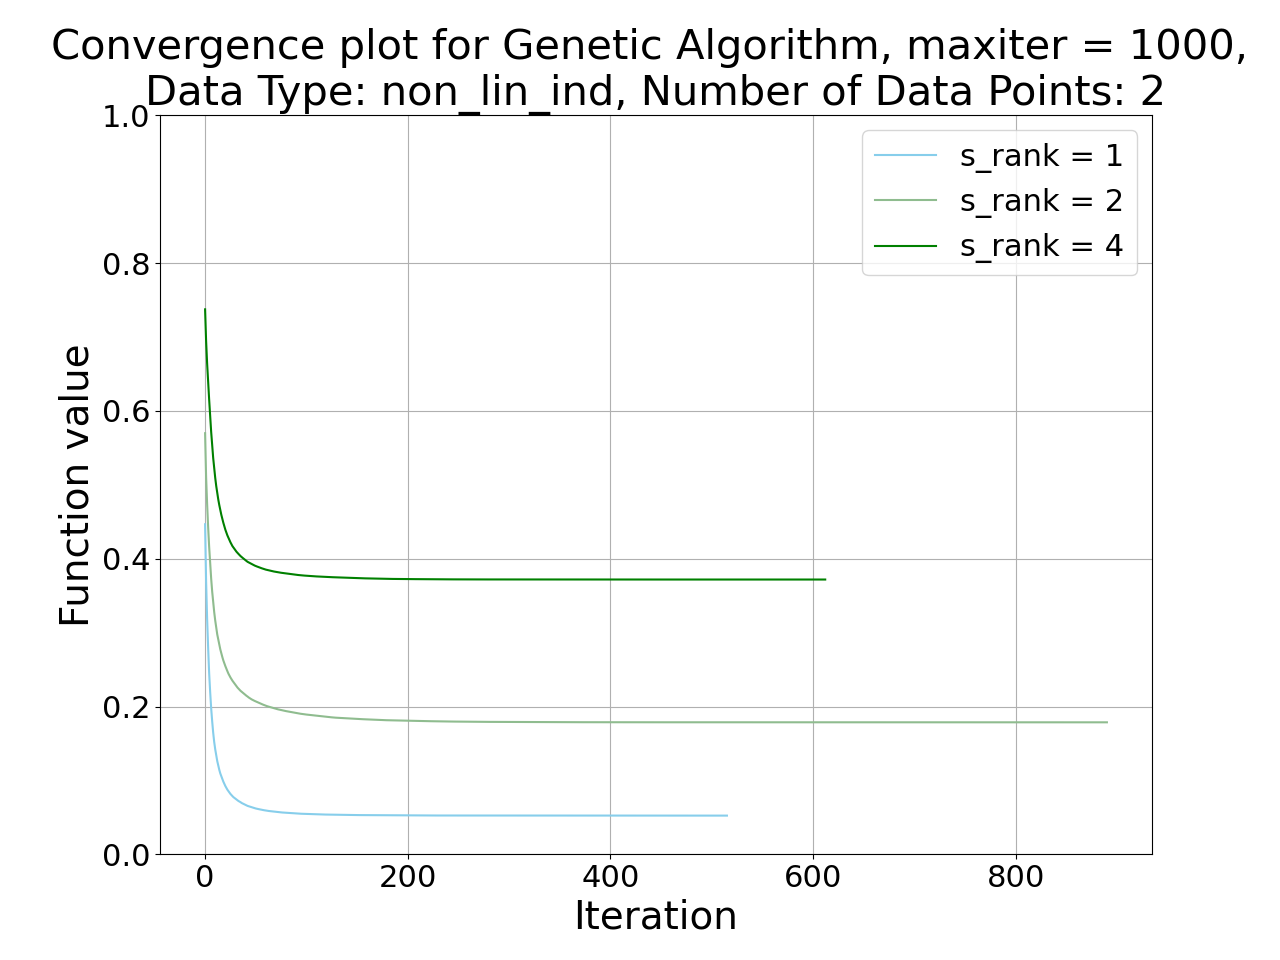 Convergence plot for Genetic Algorithm, maxiter = 1000,
Data Type: non_lin_ind, Number of Data Points: 2
1.0
0.8
0.6
0.4
0.2
0.0
Function value
s_rank = 1
s_rank = 2
s_rank = 4
0 200 400 600 800
Iteration